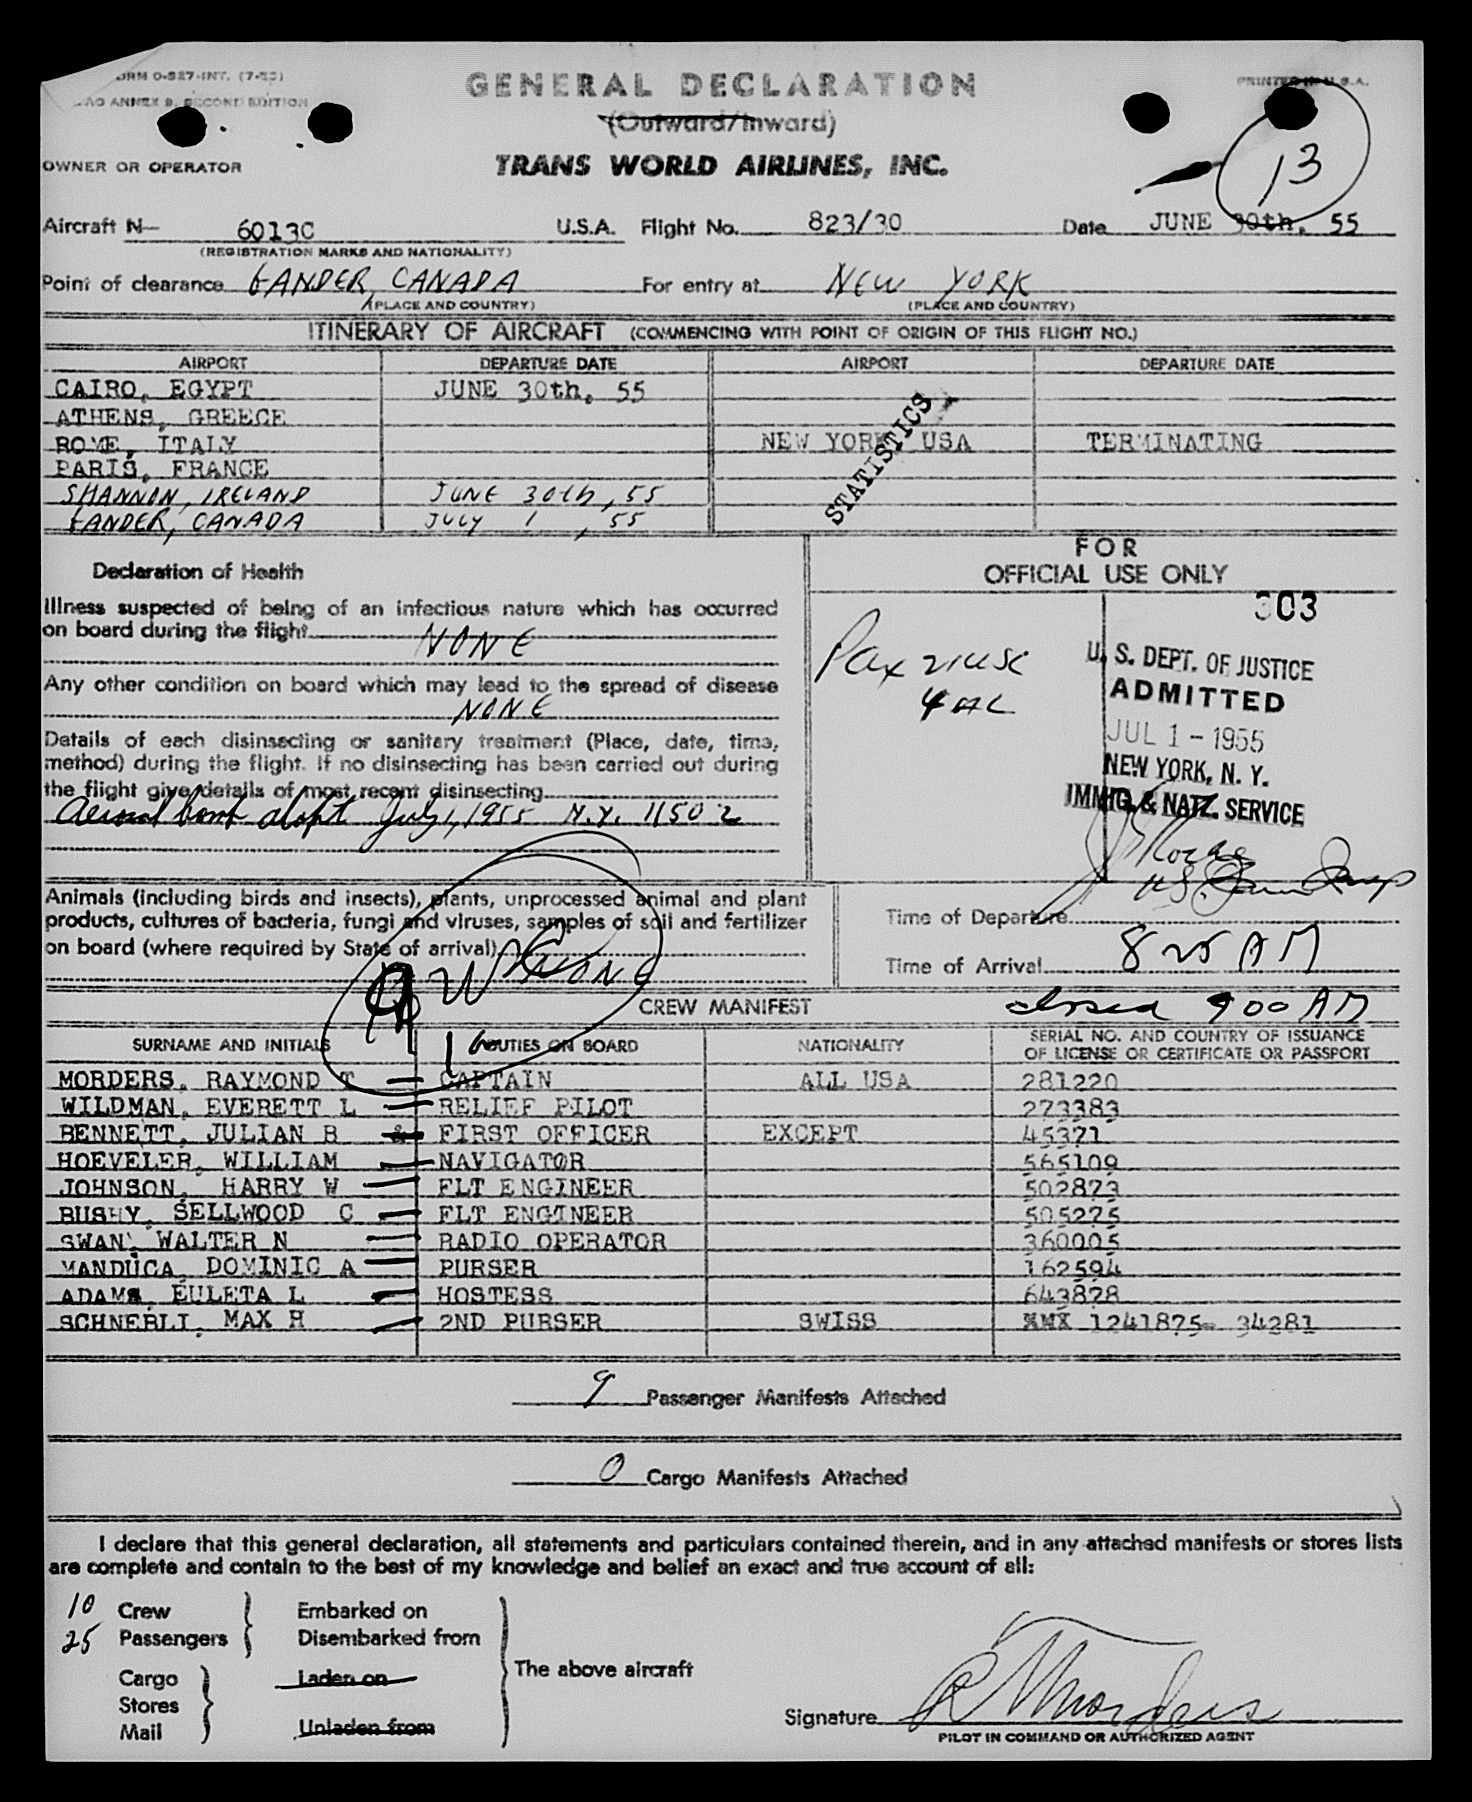 FORM O-827-INT. (7-53)
GENERAL DECLARATION
PRINTED IN U.S.A.
ICAO ANNEX 9, SECOND EDITION
(Outward/Inward)
13
OWNER OR OPERATOR
TRANS WORLD AIRLINES, INC.
Aircraft N- 6013C U.S.A. Flight No. 823/30 Date JUNE 30th, 55
(REGISTRATION MARKS AND NATIONALITY)
Point of clearance GANDER, CANADA For entry at NEW YORK
(PLACE AND COUNTRY) (PLACE AND COUNTRY)
ITINERARY OF AIRCRAFT (COMMENCING WITH POINT OF ORIGIN OF THIS FLIGHT NO.)
AIRPORT DEPARTURE DATE AIRPORT DEPARTURE DATE
CAIRO, EGYPT JUNE 30th, 55
ATHENS, GREECE
ROME, ITALY NEW YORK USA TERMINATING
PARIS, FRANCE
SHANNON, IRELAND JUNE 30th, 55
GANDER, CANADA JULY 1, 55
STATISTICS
Declaration of Health
Illness suspected of being of an infectious nature which has occurred
on board during the flight NONE
Any other condition on board which may lead to the spread of disease
NONE
Details of each disinsecting or sanitary treatment (Place, date, time,
method) during the flight. If no disinsecting has been carried out during
the flight give details of most recent disinsecting
Aerosol bomb July 1, 1955 N.Y. 11502
FOR
OFFICIAL USE ONLY
303
Pax
U. S. DEPT. OF JUSTICE
ADMITTED
JUL 1 - 1955
NEW YORK, N. Y.
IMMIG. & NATZ. SERVICE
Animals (including birds and insects), plants, unprocessed animal and plant
products, cultures of bacteria, fungi and viruses, samples of soil and fertilizer
on board (where required by State of arrival)
NONE
Time of Departure
Time of Arrival 8 25 AM
CREW MANIFEST
closed 900 AM
16
SURNAME AND INITIALS DUTIES ON BOARD NATIONALITY SERIAL NO. AND COUNTRY OF ISSUANCE
OF LICENSE OR CERTIFICATE OR PASSPORT
MORDERS, RAYMOND T CAPTAIN ALL USA 281220
WILDMAN, EVERETT L RELIEF PILOT 273383
BENNETT, JULIAN B & FIRST OFFICER EXCEPT 45371
HOEVELER, WILLIAM NAVIGATOR 565109
JOHNSON, HARRY W FLT ENGINEER 502873
BUSHY, SELLWOOD C FLT ENGINEER 505275
SWAN, WALTER N RADIO OPERATOR 360005
MANDUCA, DOMINIC A PURSER 162594
ADAMS, EULETA L HOSTESS 643828
SCHNERLI, MAX H 2ND PURSER SWISS XMX 1241875- 34281
9 Passenger Manifests Attached
0 Cargo Manifests Attached
I declare that this general declaration, all statements and particulars contained therein, and in any attached manifests or stores lists
are complete and contain to the best of my knowledge and belief an exact and true account of all:
10 Crew Embarked on
25 Passengers Disembarked from
The above aircraft
Cargo Laden on
Stores
Mail Unladen from
Signature R T Morders
PILOT IN COMMAND OR AUTHORIZED AGENT